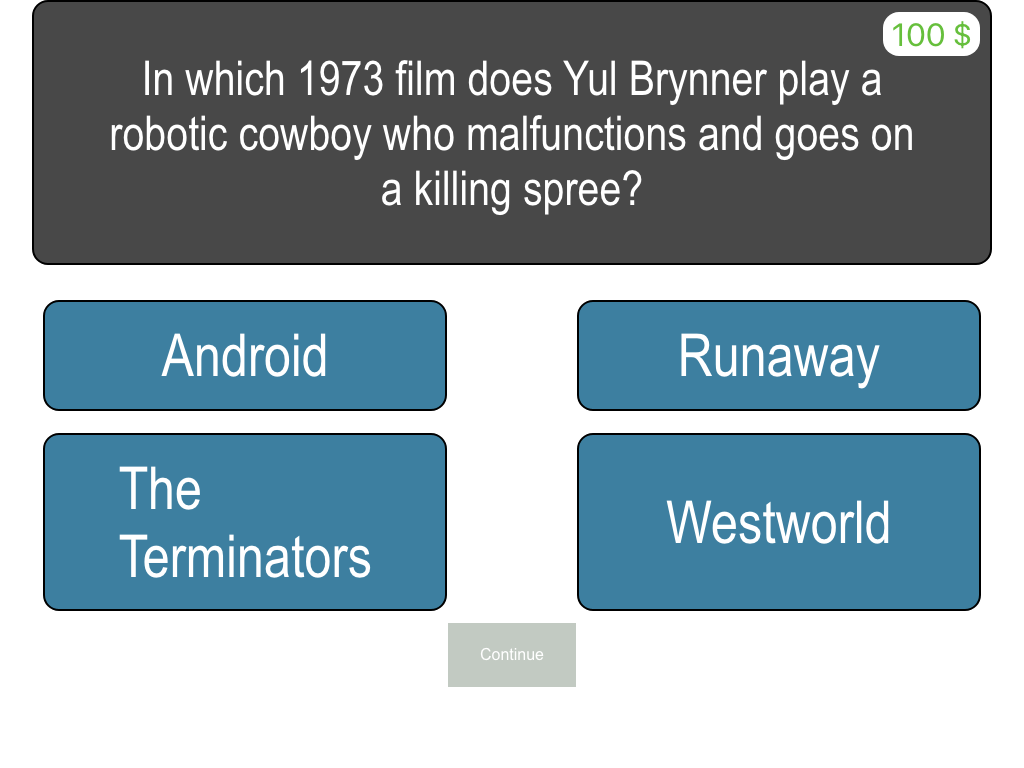 100 $
In which 1973 film does Yul Brynner play a
robotic cowboy who malfunctions and goes on
a killing spree?
Android
Runaway
The
Terminators
Westworld
Continue